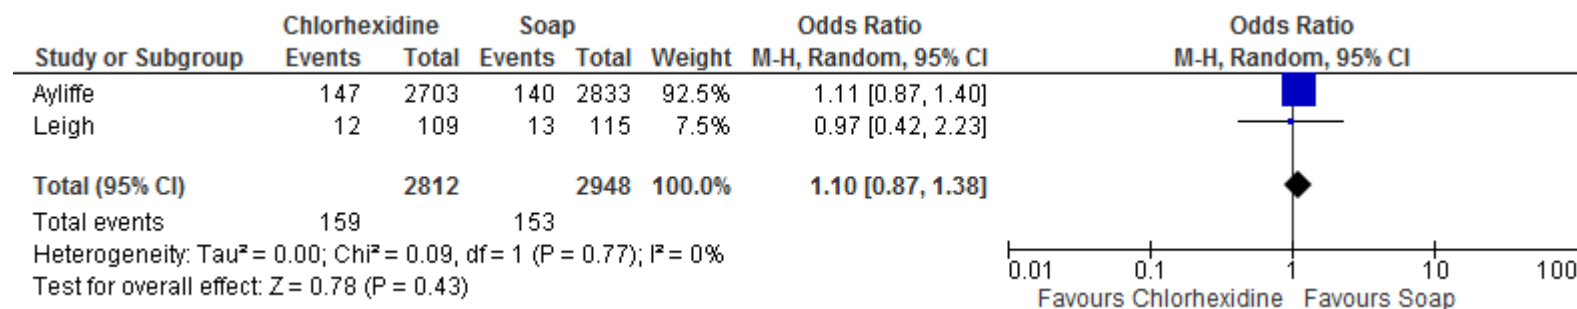 Chlorhexidine Soap Odds Ratio Odds Ratio
Study or Subgroup Events Total Events Total Weight M-H, Random, 95% CI M-H, Random, 95% CI
Ayliffe 147 2703 140 2833 92.5% 1.11 [0.87, 1.40]
Leigh 12 109 13 115 7.5% 0.97 [0.42, 2.23]
Total (95% CI) 2812 2948 100.0% 1.10 [0.87, 1.38]
Total events 159 153
Heterogeneity: Tau² = 0.00; Chi² = 0.09, df = 1 (P = 0.77); I² = 0%
Test for overall effect: Z = 0.78 (P = 0.43)
0.01 0.1 1 10 100
Favours Chlorhexidine Favours Soap